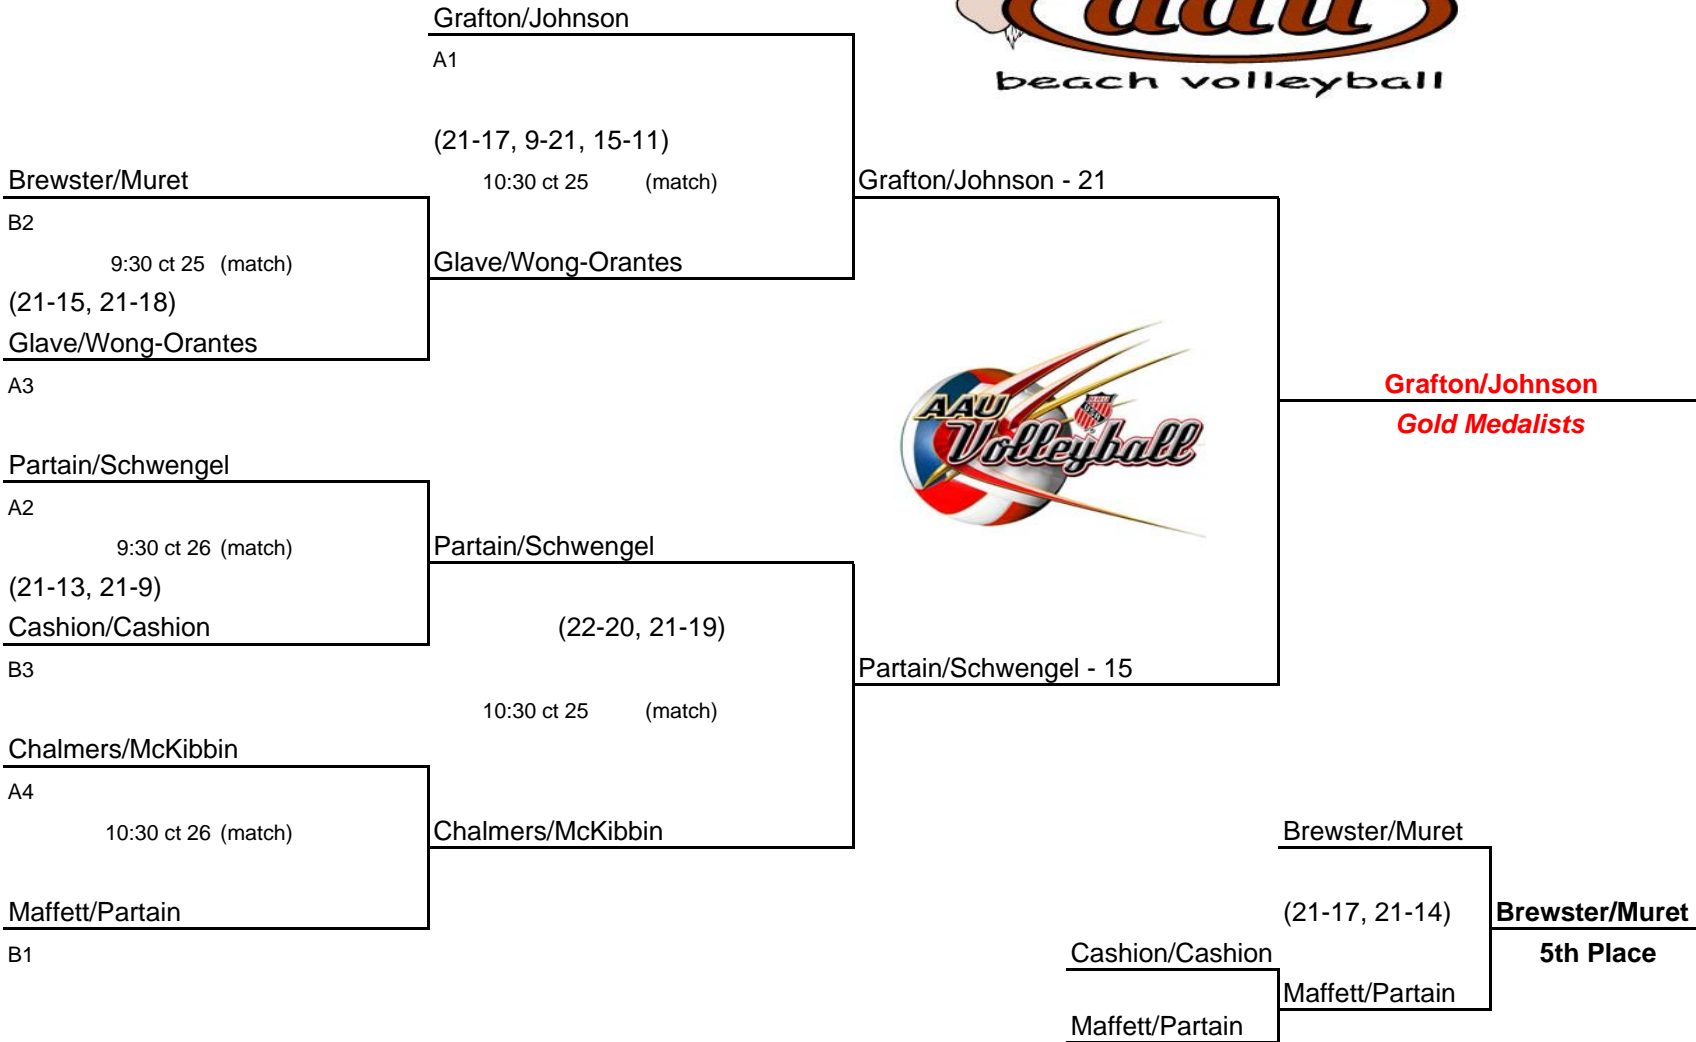 Grafton/Johnson
A1
aau
beach volleyball
(21-17, 9-21, 15-11)
10:30 ct 25 (match)
Brewster/Muret
B2
9:30 ct 25 (match)
(21-15, 21-18)
Glave/Wong-Orantes
A3
Glave/Wong-Orantes
Grafton/Johnson - 21
AAU
Volleyball
Grafton/Johnson
Gold Medalists
Partain/Schwengel
A2
9:30 ct 26 (match)
(21-13, 21-9)
Cashion/Cashion
B3
Partain/Schwengel
(22-20, 21-19)
10:30 ct 25 (match)
Partain/Schwengel - 15
Chalmers/McKibbin
A4
10:30 ct 26 (match)
Maffett/Partain
B1
Chalmers/McKibbin
Brewster/Muret
(21-17, 21-14)
Brewster/Muret
5th Place
Cashion/Cashion
Maffett/Partain
Maffett/Partain